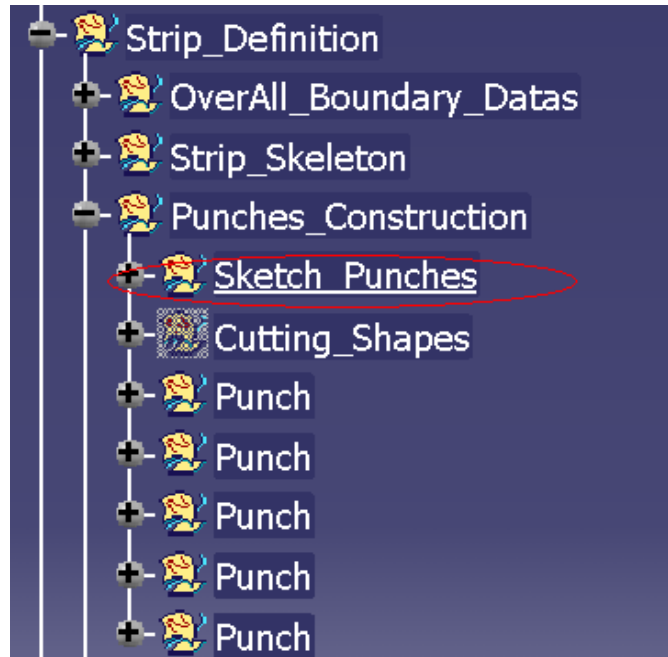 Strip_Definition
OverAll_Boundary_Datas
Strip_Skeleton
Punches_Construction
Sketch_Punches
Cutting_Shapes
Punch
Punch
Punch
Punch
Punch